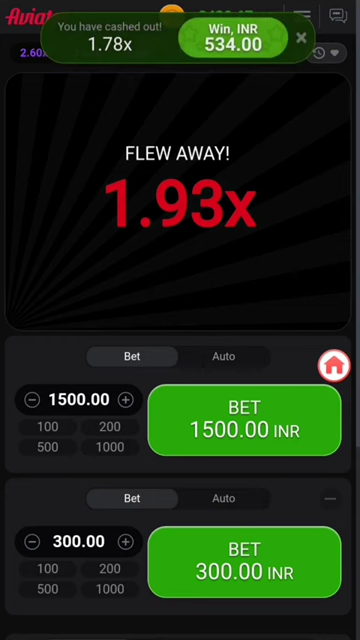 Aviat
You have cashed out!
1.78x
Win, INR
534.00
2.60x
FLEW AWAY!
1.93x
Bet
Auto
1500.00
100
200
500
1000
BET
1500.00 INR
Bet
Auto
300.00
100
200
500
1000
BET
300.00 INR